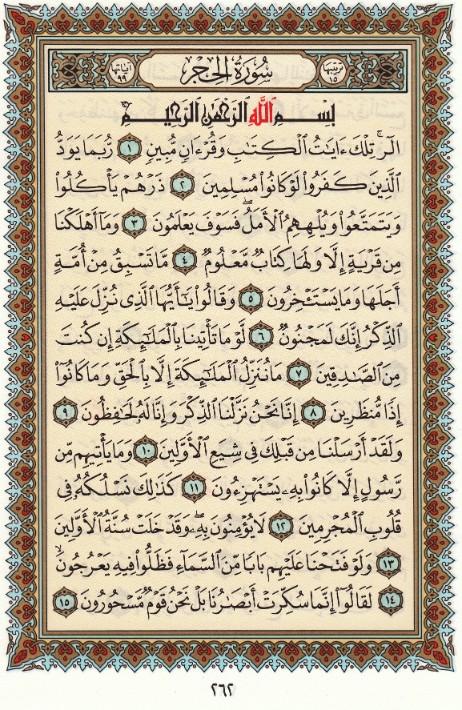 ترتيبها ١٥ سُورَةُ الحِجْرِ آياتها ٩٩
بِسْمِ اللَّهِ الرَّحْمَٰنِ الرَّحِيمِ
الٓر ۚ تِلْكَ ءَايَٰتُ ٱلْكِتَٰبِ وَقُرْءَانٍ مُّبِينٍ ١ رُّبَمَا يَوَدُّ
ٱلَّذِينَ كَفَرُوا۟ لَوْ كَانُوا۟ مُسْلِمِينَ ٢ ذَرْهُمْ يَأْكُلُوا۟
وَيَتَمَتَّعُوا۟ وَيُلْهِهِمُ ٱلْأَمَلُ ۖ فَسَوْفَ يَعْلَمُونَ ٣ وَمَآ أَهْلَكْنَا
مِن قَرْيَةٍ إِلَّا وَلَهَا كِتَابٌ مَّعْلُومٌ ٤ مَّا تَسْبِقُ مِنْ أُمَّةٍ
أَجَلَهَا وَمَا يَسْتَـْٔخِرُونَ ٥ وَقَالُوا۟ يَٰٓأَيُّهَا ٱلَّذِى نُزِّلَ عَلَيْهِ
ٱلذِّكْرُ إِنَّكَ لَمَجْنُونٌ ٦ لَّوْ مَا تَأْتِينَا بِٱلْمَلَٰٓئِكَةِ إِن كُنتَ
مِنَ ٱلصَّٰدِقِينَ ٧ مَا نُنَزِّلُ ٱلْمَلَٰٓئِكَةَ إِلَّا بِٱلْحَقِّ وَمَا كَانُوٓا۟
إِذًا مُّنظَرِينَ ٨ إِنَّا نَحْنُ نَزَّلْنَا ٱلذِّكْرَ وَإِنَّا لَهُۥ لَحَٰفِظُونَ ٩
وَلَقَدْ أَرْسَلْنَا مِن قَبْلِكَ فِى شِيَعِ ٱلْأَوَّلِينَ ١٠ وَمَا يَأْتِيهِم مِّن
رَّسُولٍ إِلَّا كَانُوا۟ بِهِۦ يَسْتَهْزِءُونَ ١١ كَذَٰلِكَ نَسْلُكُهُۥ فِى
قُلُوبِ ٱلْمُجْرِمِينَ ١٢ لَا يُؤْمِنُونَ بِهِۦ ۖ وَقَدْ خَلَتْ سُنَّةُ ٱلْأَوَّلِينَ
١٣ وَلَوْ فَتَحْنَا عَلَيْهِم بَابًا مِّنَ ٱلسَّمَآءِ فَظَلُّوا۟ فِيهِ يَعْرُجُونَ
١٤ لَقَالُوٓا۟ إِنَّمَا سُكِّرَتْ أَبْصَٰرُنَا بَلْ نَحْنُ قَوْمٌ مَّسْحُورُونَ ١٥
٢٦٢